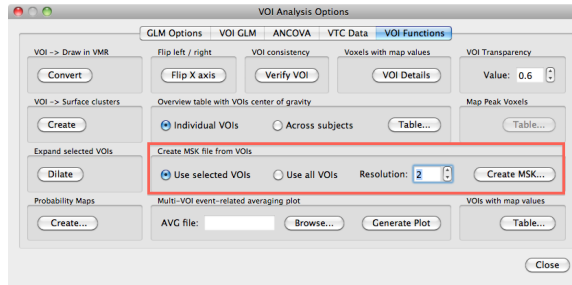 VOI Analysis Options
GLM Options VOI GLM ANCOVA VTC Data VOI Functions
VOI -> Draw in VMR Flip left / right VOI consistency Voxels with map values VOI Transparency
Convert Flip X axis Verify VOI VOI Details Value: 0.6
VOI -> Surface clusters Overview table with VOIs center of gravity Map Peak Voxels
Create Individual VOIs Across subjects Table... Table...
Expand selected VOIs Create MSK file from VOIs
Dilate Use selected VOIs Use all VOIs Resolution: 2 Create MSK...
Probability Maps Multi-VOI event-related averaging plot VOIs with map values
Create... AVG file: Browse... Generate Plot Table...
Close